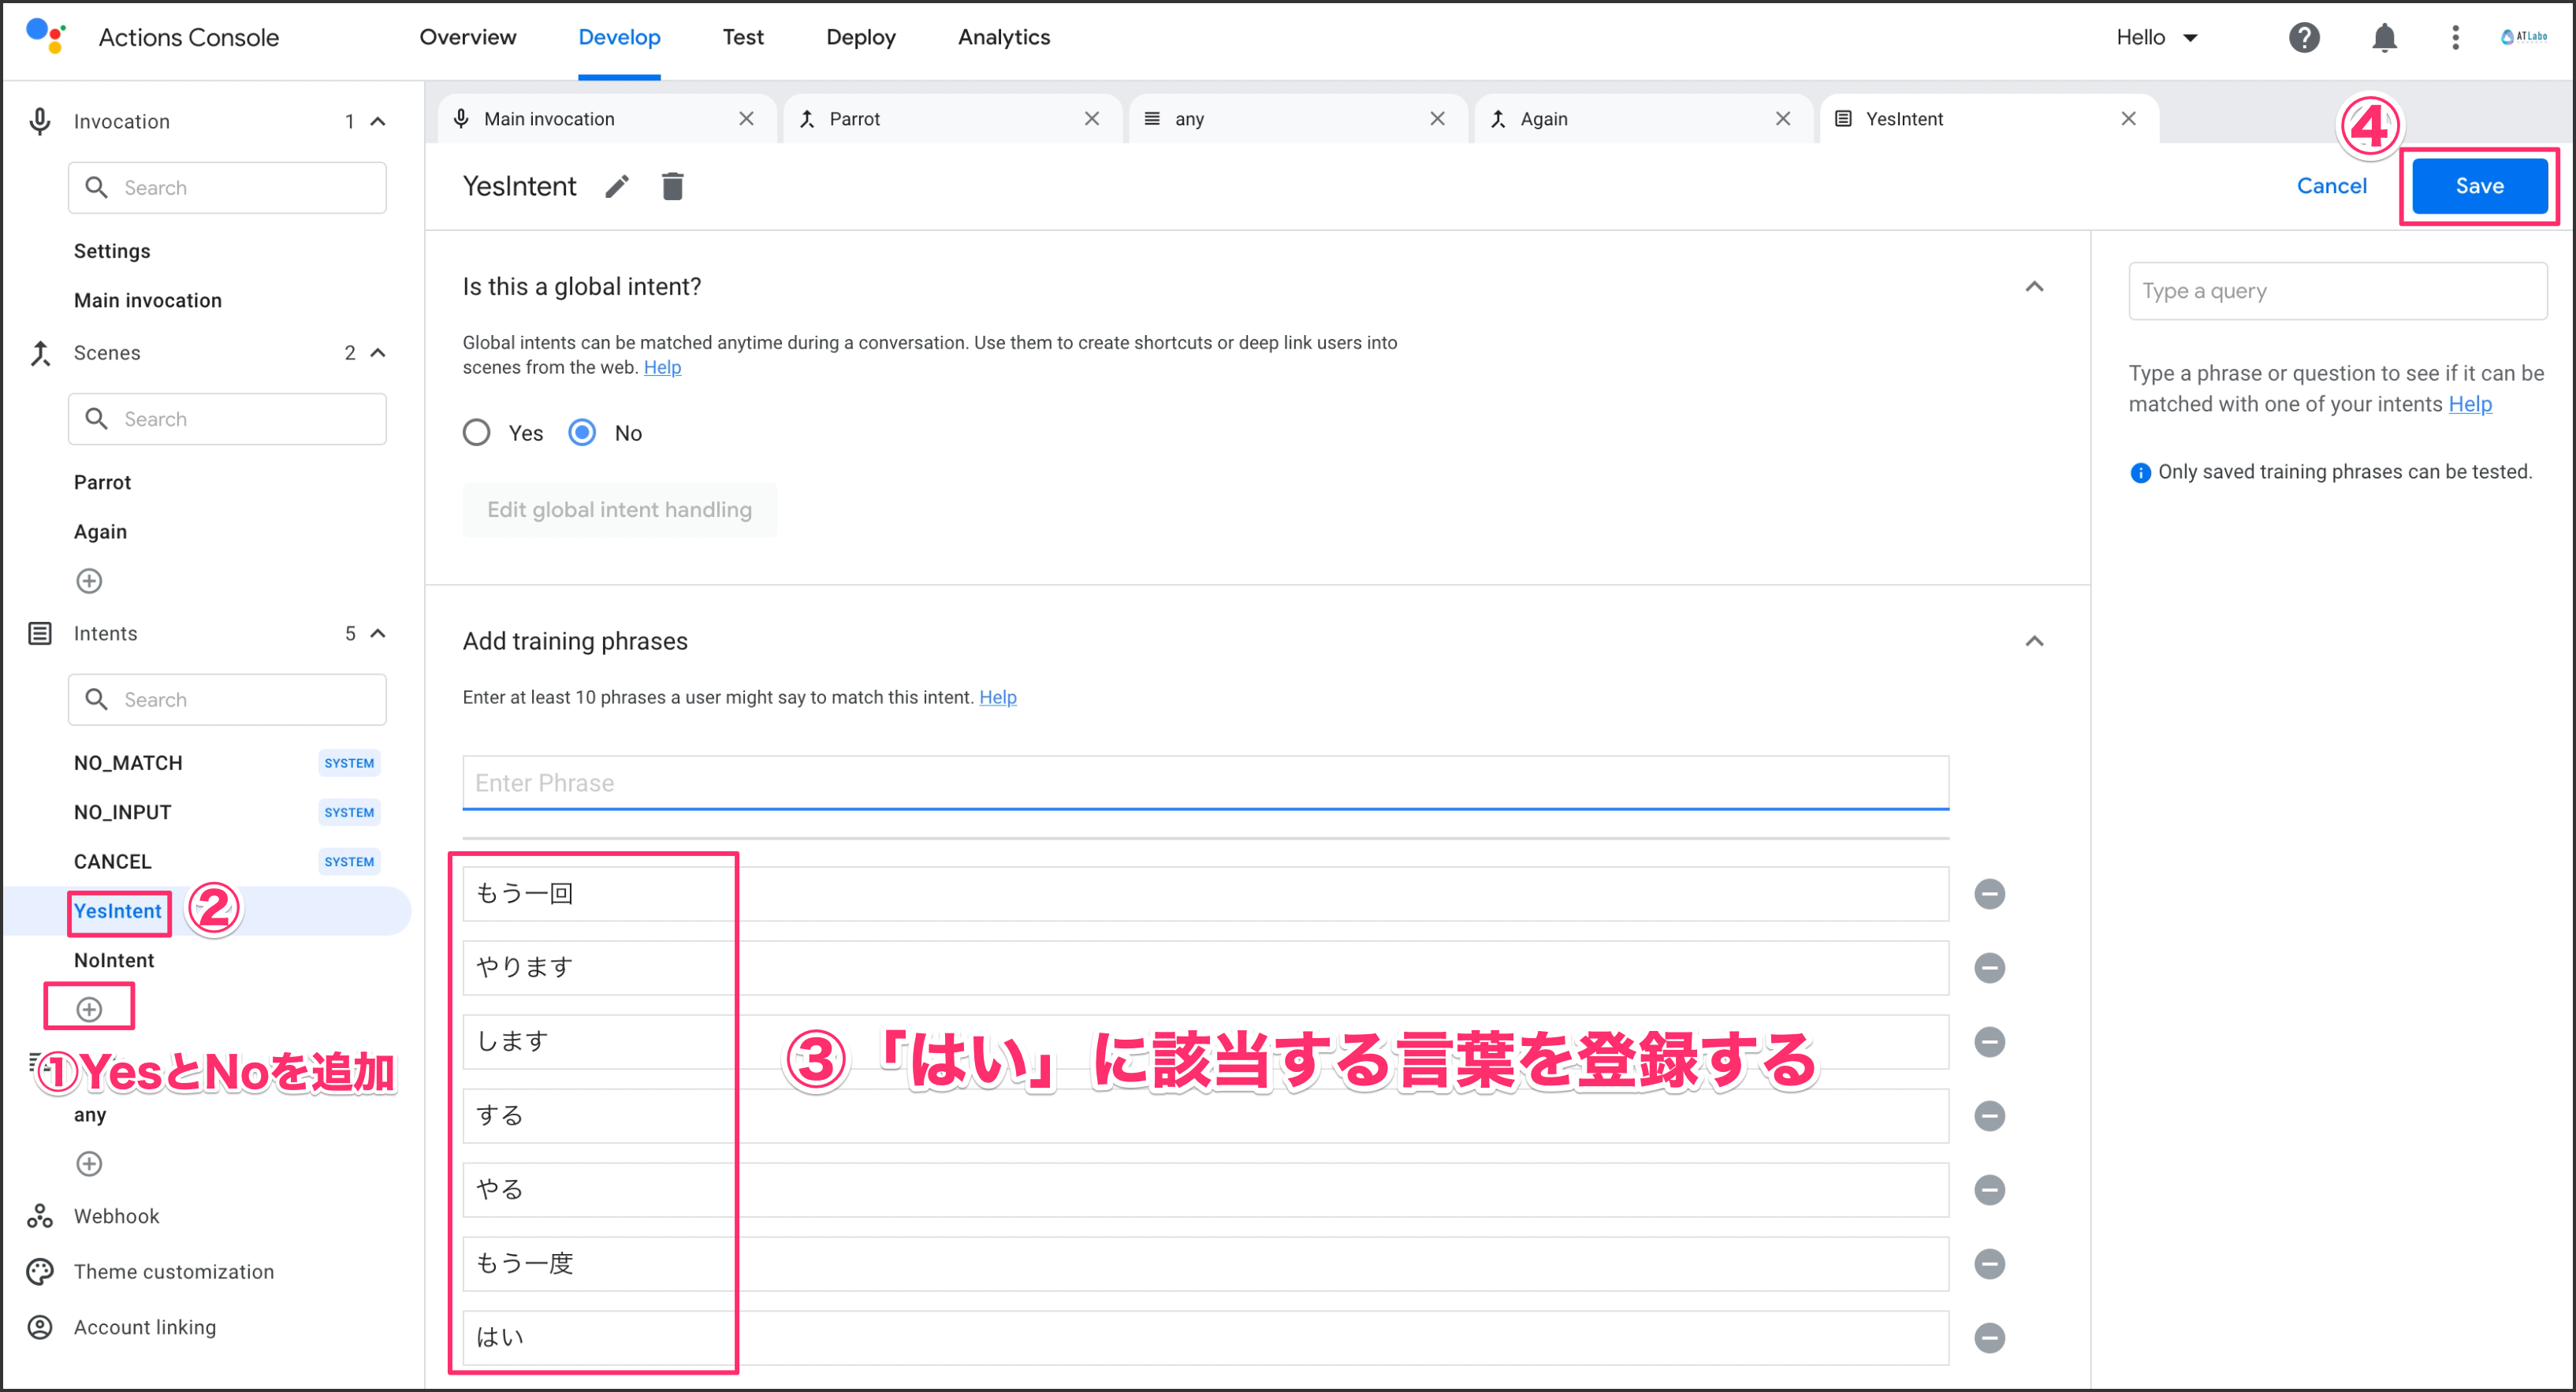 Actions Console
Overview
Develop
Test
Deploy
Analytics
Hello
ATLabo
Invocation
1
Search
Settings
Main invocation
Scenes
2
Search
Parrot
Again
Intents
5
Search
NO_MATCH
SYSTEM
NO_INPUT
SYSTEM
CANCEL
SYSTEM
YesIntent
②
NoIntent
①YesとNoを追加
any
Webhook
Theme customization
Account linking
Main invocation
Parrot
any
Again
YesIntent
④
YesIntent
Cancel
Save
Is this a global intent?
Global intents can be matched anytime during a conversation. Use them to create shortcuts or deep link users into
scenes from the web. Help
Yes
No
Edit global intent handling
Add training phrases
Enter at least 10 phrases a user might say to match this intent. Help
Enter Phrase
もう一回
やります
します
③「はい」に該当する言葉を登録する
する
やる
もう一度
はい
Type a query
Type a phrase or question to see if it can be
matched with one of your intents Help
Only saved training phrases can be tested.